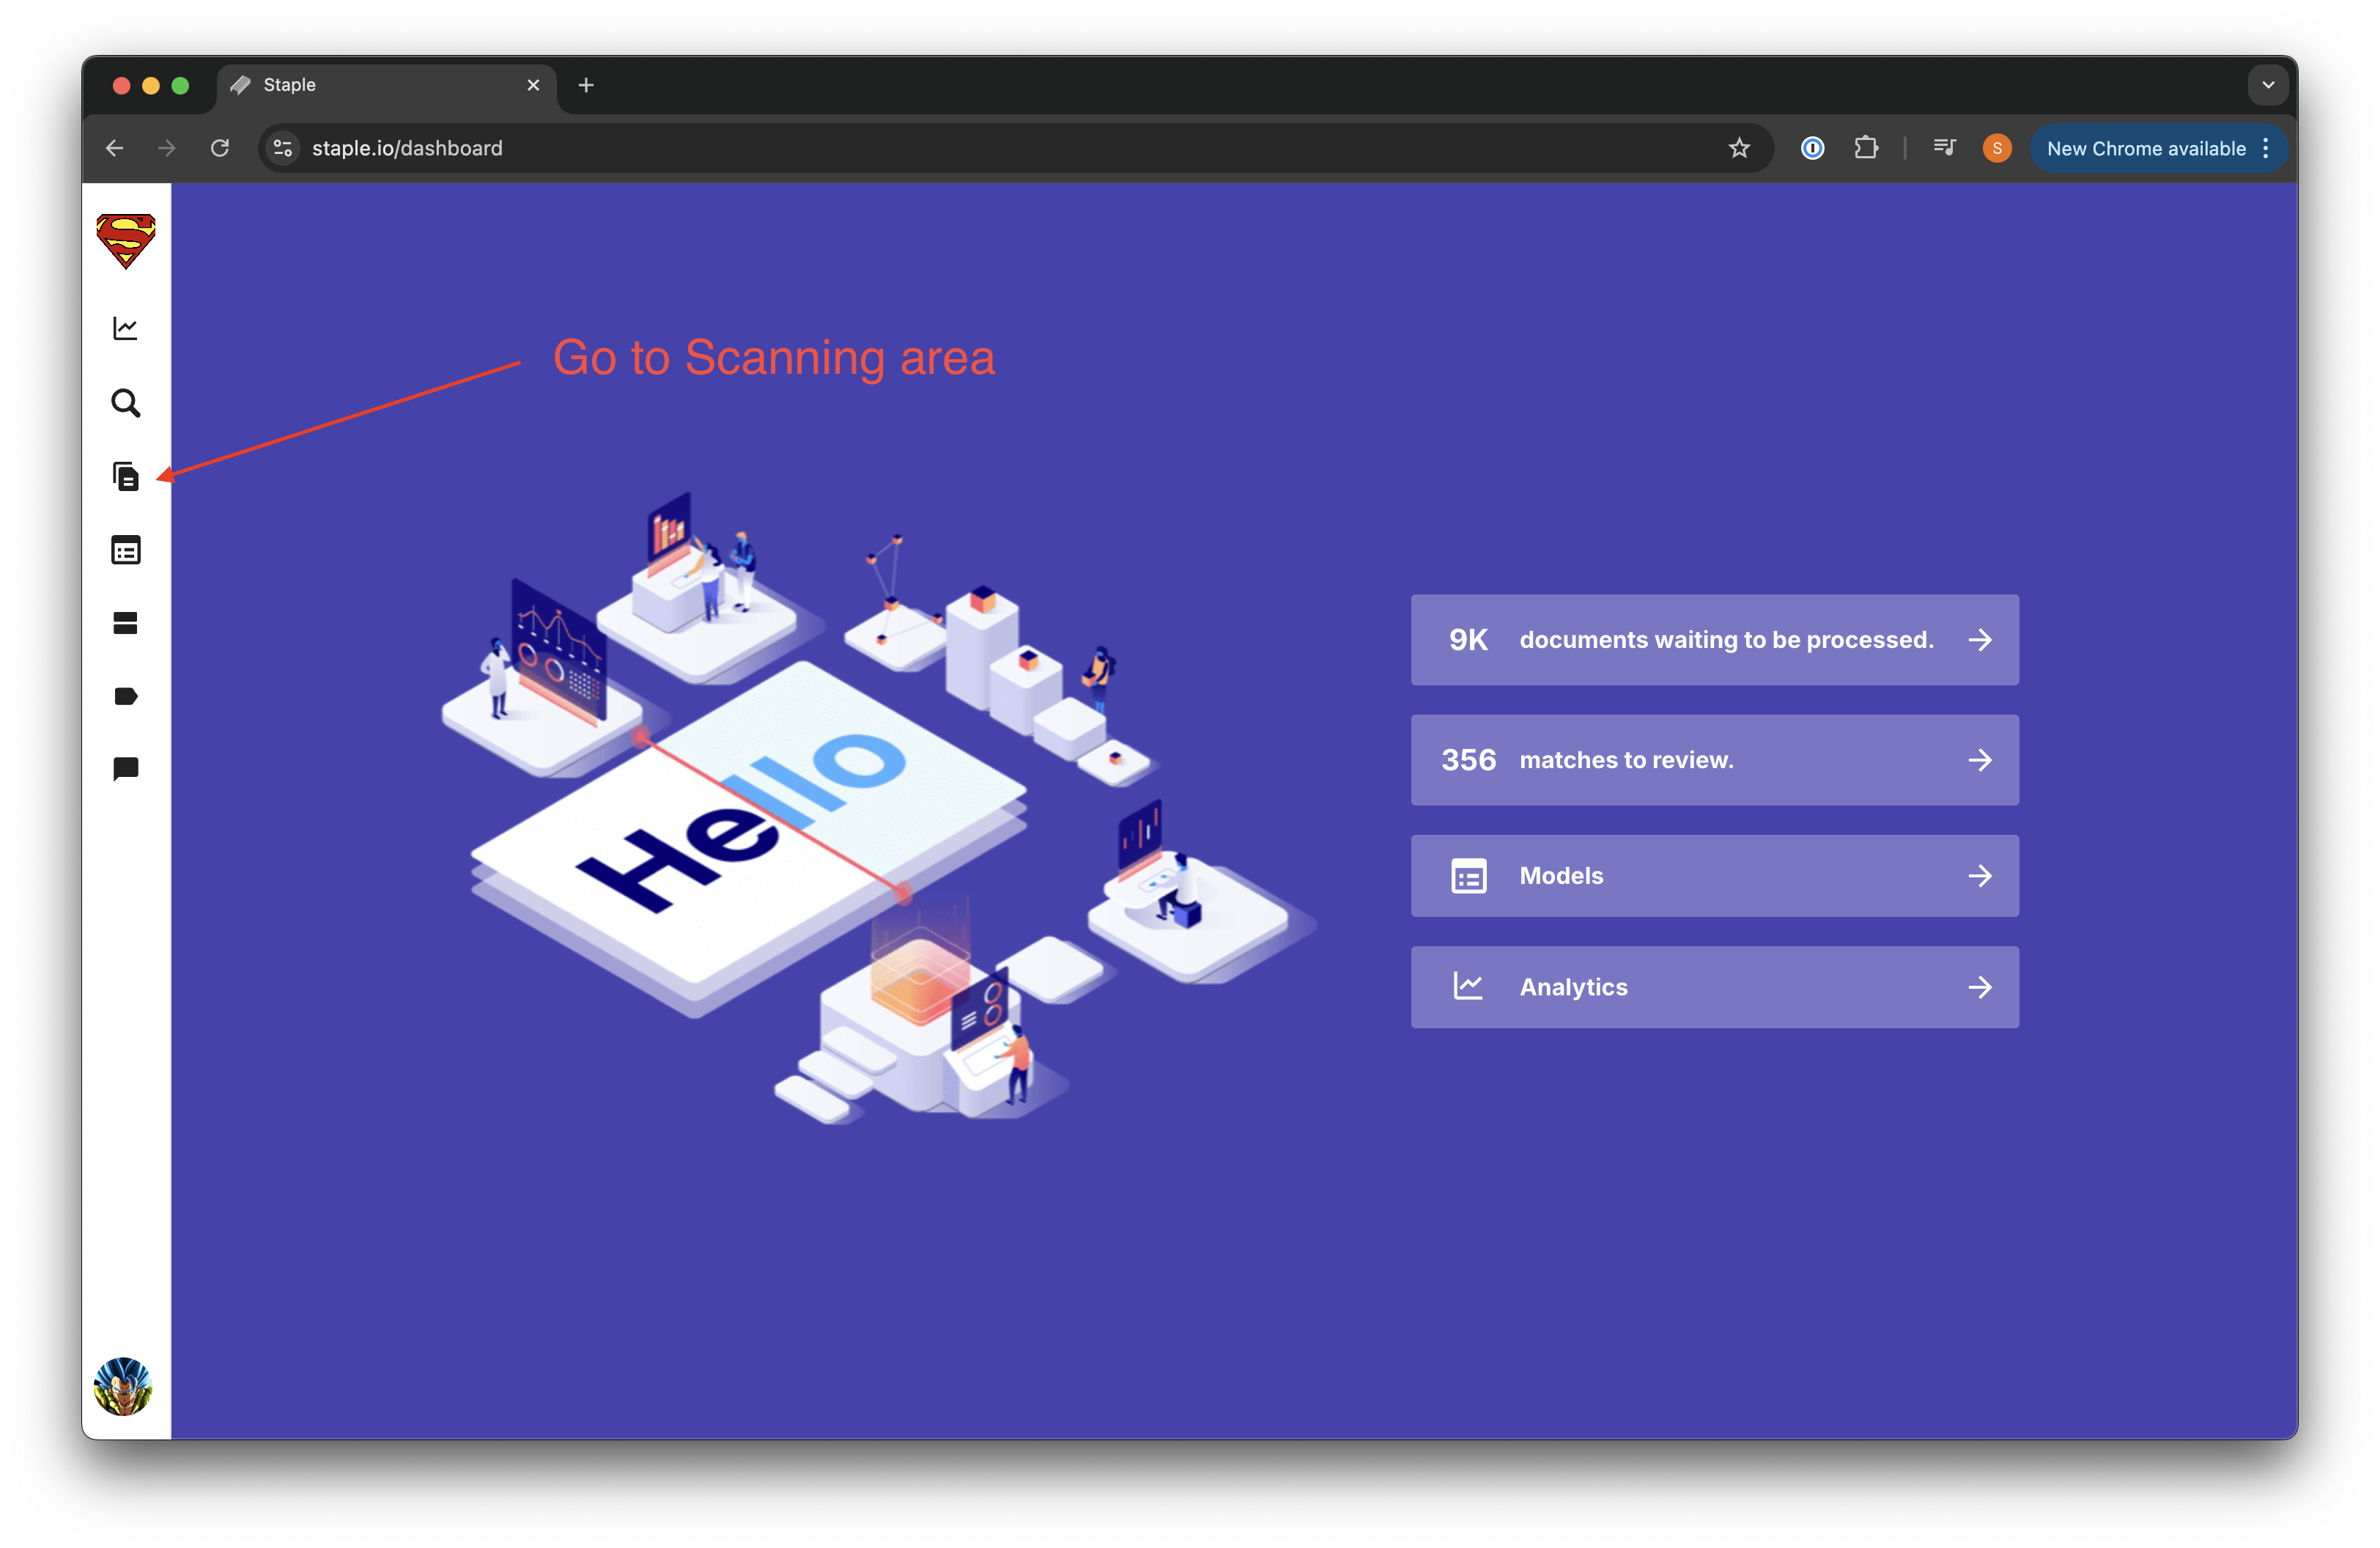 Staple
staple.io/dashboard
S
New Chrome available
Go to Scanning area
Hello
9K documents waiting to be processed.
356 matches to review.
Models
Analytics